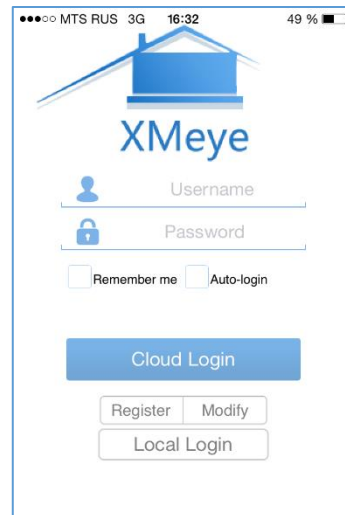 MTS RUS 3G 16:32 49 %
XMeye
Username
Password
Remember me Auto-login
Cloud Login
Register Modify
Local Login